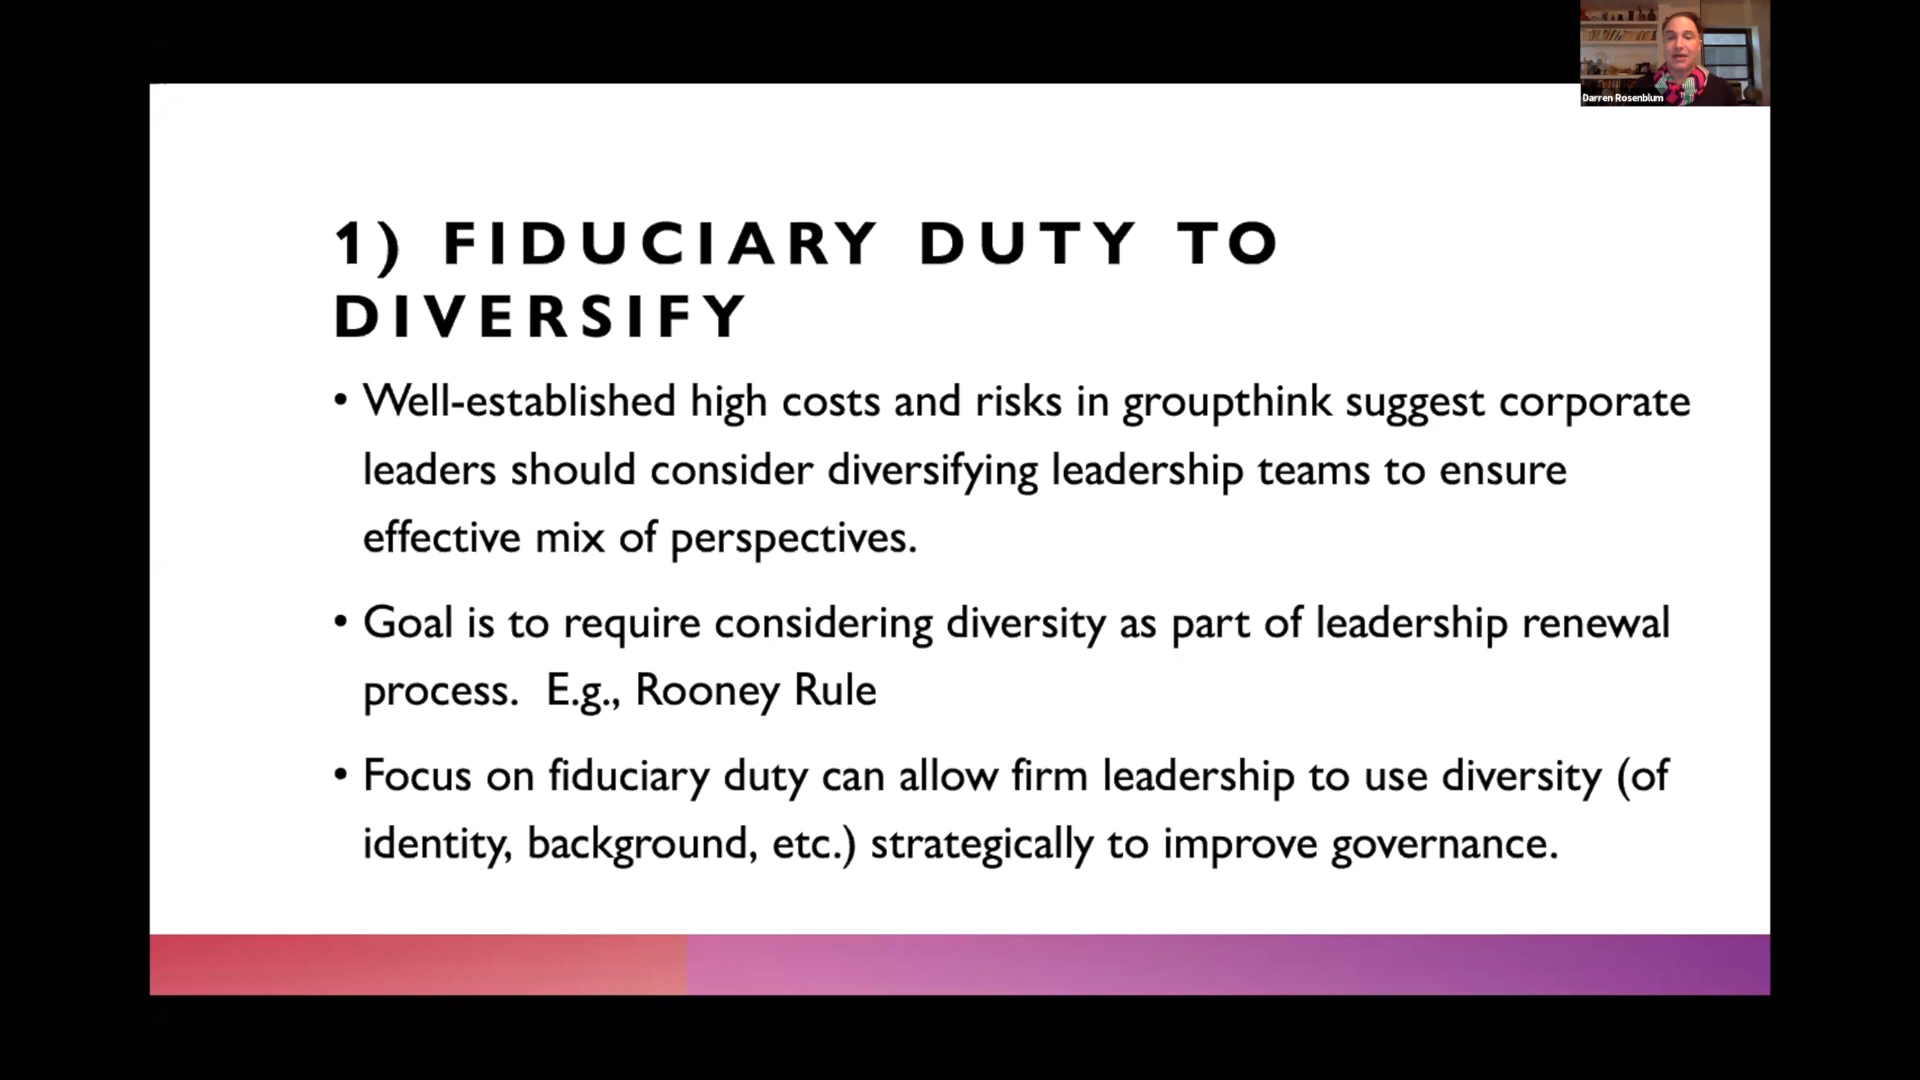 Darren Rosenblum
1) FIDUCIARY DUTY TO
DIVERSIFY
• Well-established high costs and risks in groupthink suggest corporate
leaders should consider diversifying leadership teams to ensure
effective mix of perspectives.
• Goal is to require considering diversity as part of leadership renewal
process.  E.g., Rooney Rule
• Focus on fiduciary duty can allow firm leadership to use diversity (of
identity, background, etc.) strategically to improve governance.